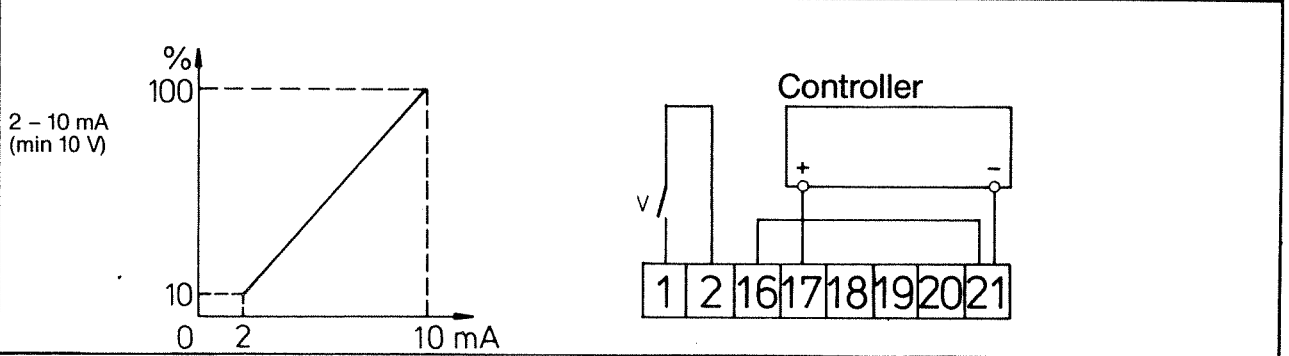 2 – 10 mA
(min 10 V)
%
100
10
0 2 10 mA
Controller
+ –
V
1 2 16 17 18 19 20 21